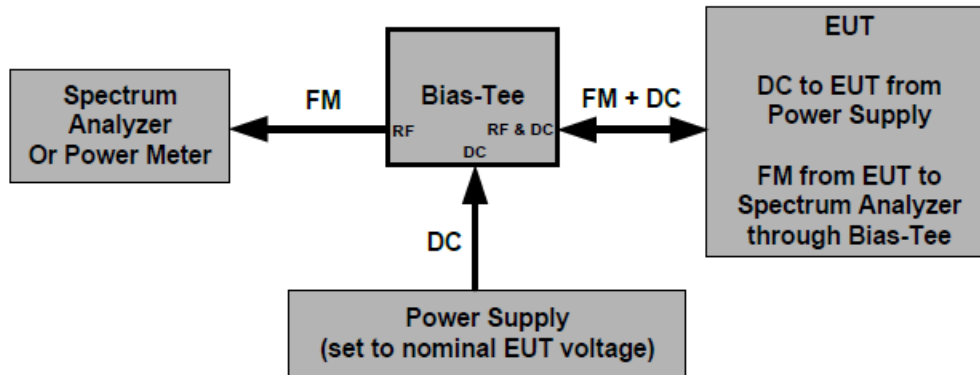 Spectrum
Analyzer
Or Power Meter
FM
Bias-Tee
RF
RF & DC
DC
FM + DC
EUT
DC to EUT from
Power Supply
FM from EUT to
Spectrum Analyzer
through Bias-Tee
DC
Power Supply
(set to nominal EUT voltage)